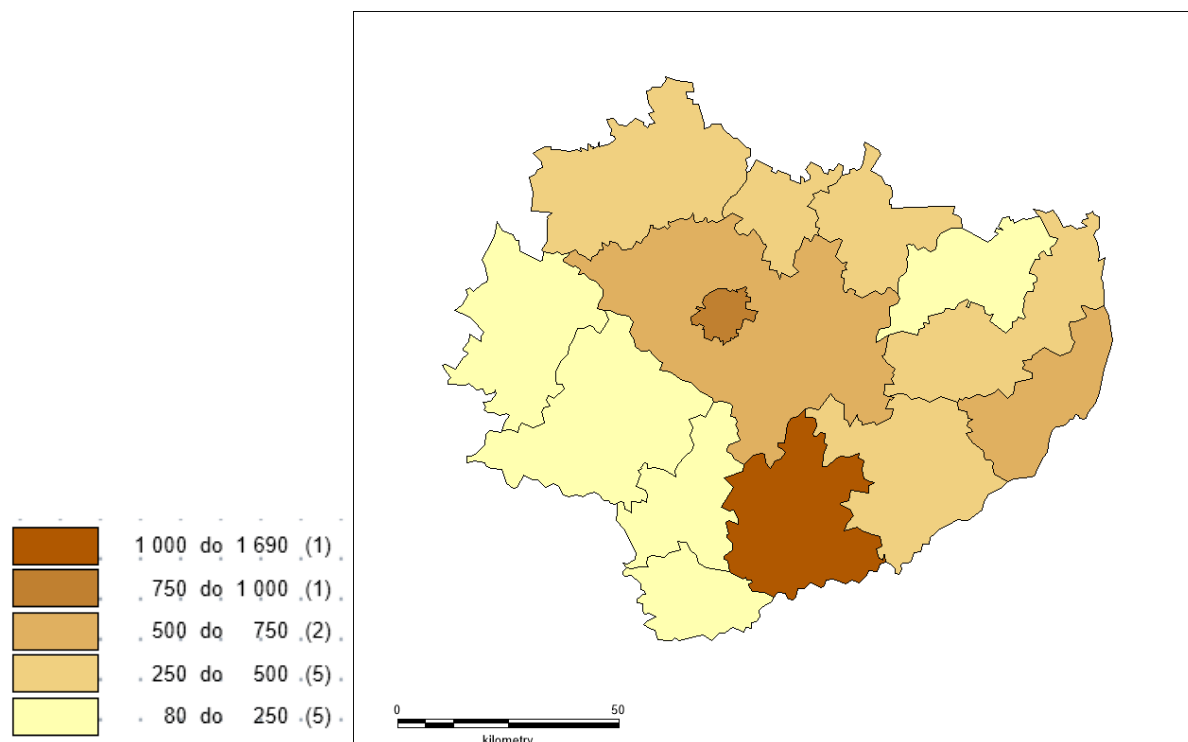 1 000 do 1 690 (1)
750 do 1 000 (1)
500 do 750 (2)
250 do 500 (5)
80 do 250 (5)
0 50
kilometry